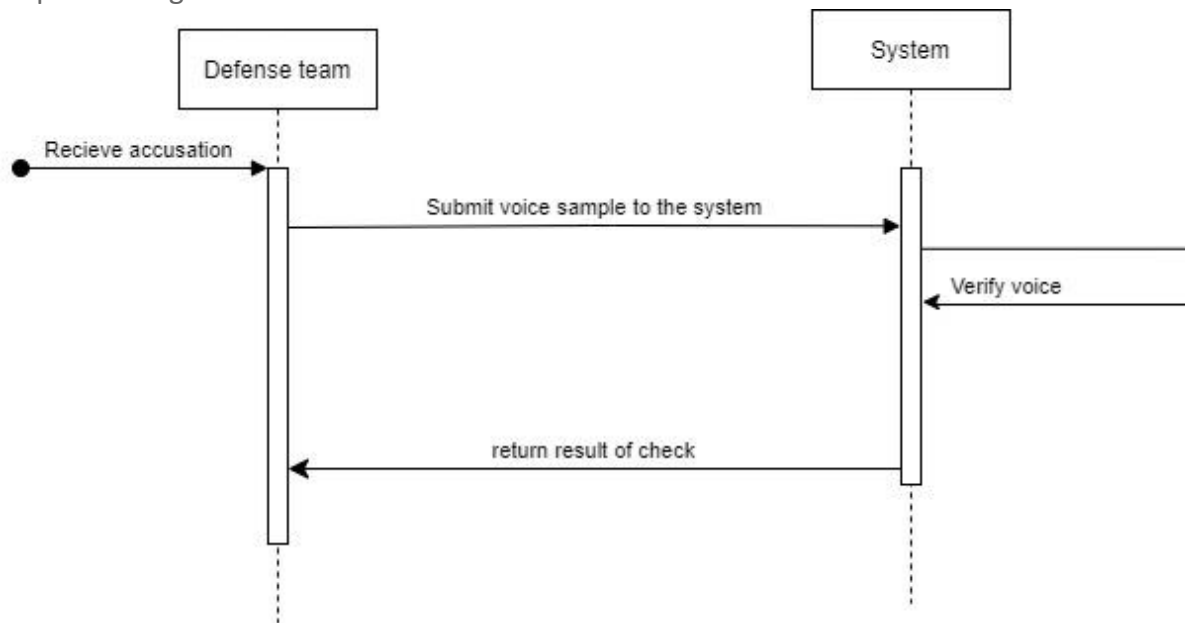 System
Defense team
Recieve accusation
Submit voice sample to the system
Verify voice
return result of check